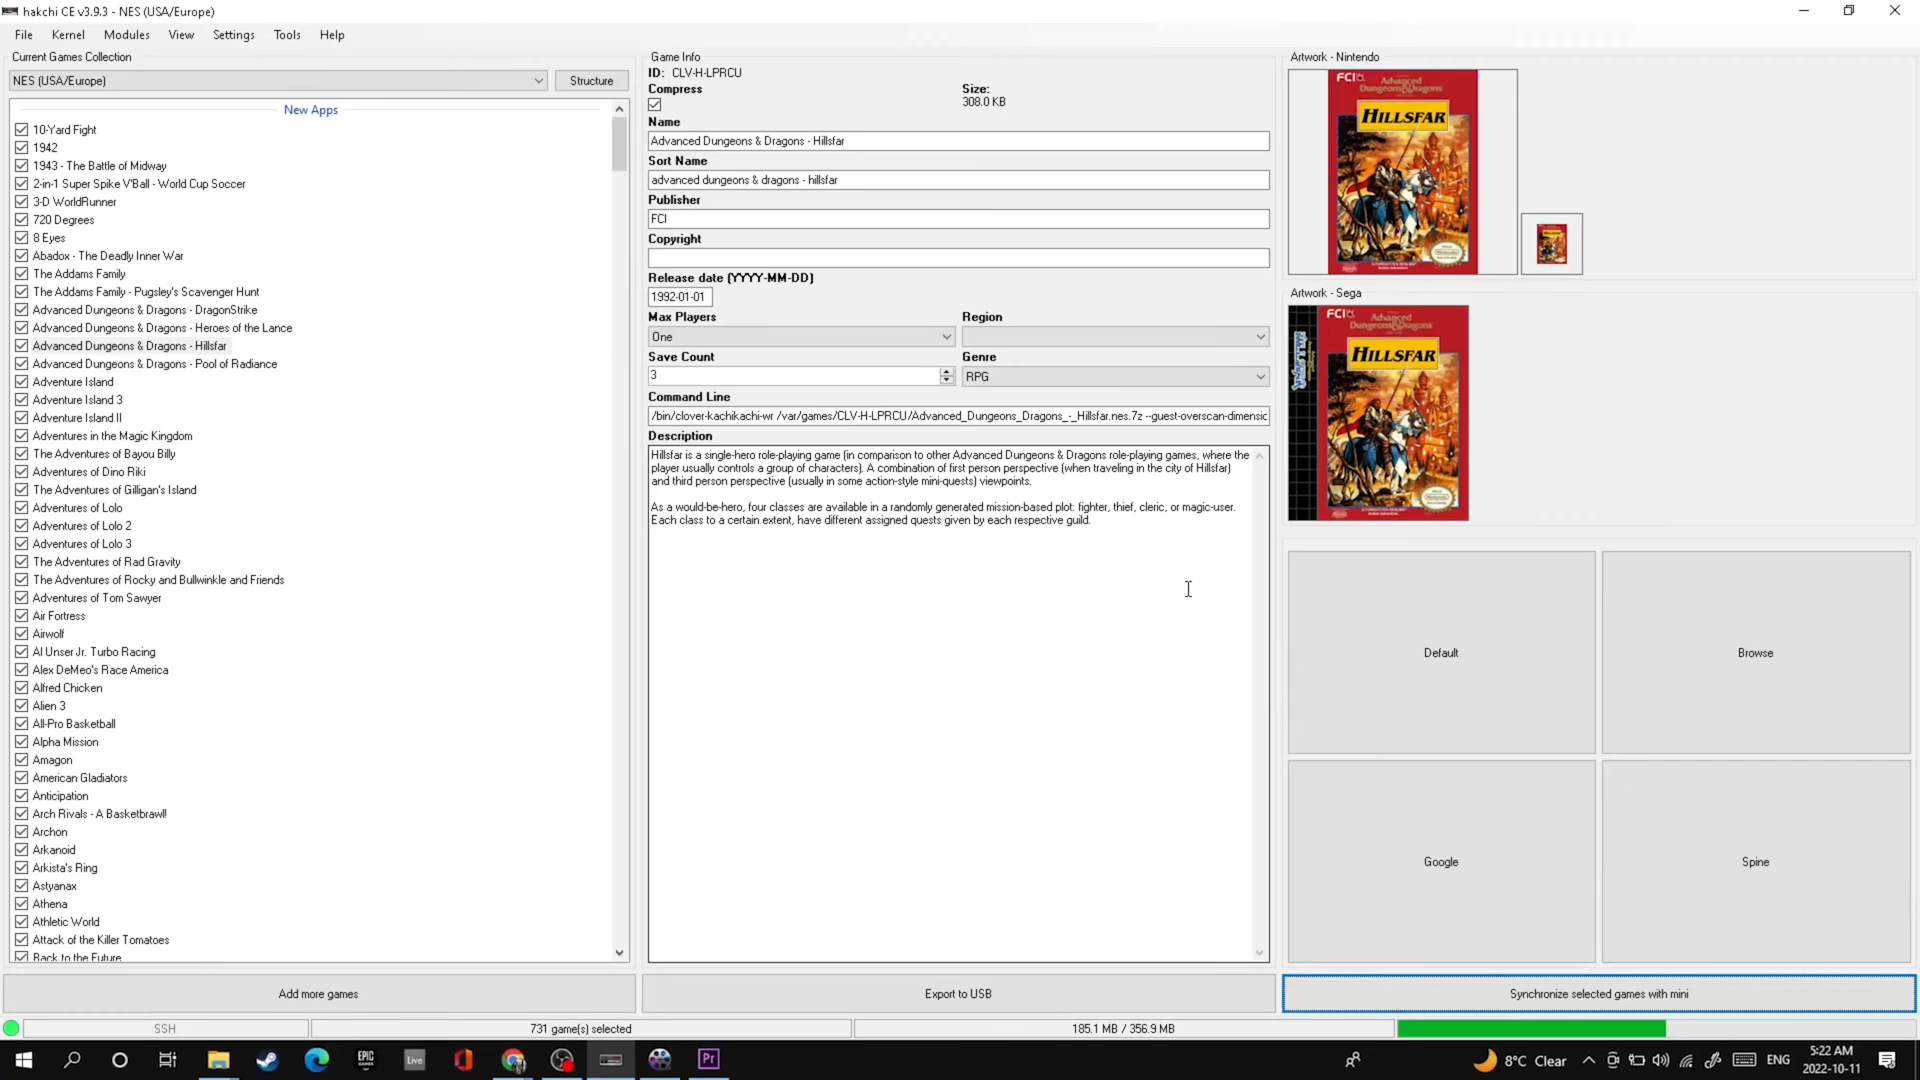 hakchi CE v3.9.3 - NES (USA/Europe)
File Kernel Modules View Settings Tools Help
Current Games Collection
NES (USA/Europe) Structure
New Apps
10-Yard Fight
1942
1943 - The Battle of Midway
2-in-1 Super Spike V'Ball - World Cup Soccer
3-D WorldRunner
720 Degrees
8 Eyes
Abadox - The Deadly Inner War
The Addams Family
The Addams Family - Pugsley's Scavenger Hunt
Advanced Dungeons & Dragons - DragonStrike
Advanced Dungeons & Dragons - Heroes of the Lance
Advanced Dungeons & Dragons - Hillsfar
Advanced Dungeons & Dragons - Pool of Radiance
Adventure Island
Adventure Island 3
Adventure Island II
Adventures in the Magic Kingdom
The Adventures of Bayou Billy
Adventures of Dino Riki
The Adventures of Gilligan's Island
Adventures of Lolo
Adventures of Lolo 2
Adventures of Lolo 3
The Adventures of Rad Gravity
The Adventures of Rocky and Bullwinkle and Friends
Adventures of Tom Sawyer
Air Fortress
Airwolf
Al Unser Jr. Turbo Racing
Alex DeMeo's Race America
Alfred Chicken
Alien 3
All-Pro Basketball
Alpha Mission
Amagon
American Gladiators
Anticipation
Arch Rivals - A Basketbrawl!
Archon
Arkanoid
Arkista's Ring
Astyanax
Athena
Athletic World
Attack of the Killer Tomatoes
Back to the Future
Add more games
Game Info
ID: CLV-H-LPRCU
Compress
Size:
308.0 KB
Name
Advanced Dungeons & Dragons - Hillsfar
Sort Name
advanced dungeons & dragons - hillsfar
Publisher
FCI
Copyright
Release date (YYYY-MM-DD)
1992-01-01
Max Players Region
One
Save Count Genre
3 RPG
Command Line
/bin/clover-kachikachi-wr /var/games/CLV-H-LPRCU/Advanced_Dungeons_Dragons_-_Hillsfar.nes.7z --guest-overscan-dimensic
Description
Hillsfar is a single-hero role-playing game (in comparison to other Advanced Dungeons & Dragons role-playing games, where the
player usually controls a group of characters). A combination of first person perspective (when traveling in the city of Hillsfar)
and third person perspective (usually in some action-style mini-quests) viewpoints.
As a would-be-hero, four classes are available in a randomly generated mission-based plot: fighter, thief, cleric, or magic-user.
Each class to a certain extent, have different assigned quests given by each respective guild.
Export to USB
Artwork - Nintendo
FCI
Advanced
Dungeons&Dragons
HILLSFAR
Artwork - Sega
FCI
Advanced
Dungeons&Dragons
HILLSFAR
Default Browse
Google Spine
Synchronize selected games with mini
SSH 731 game(s) selected 185.1 MB / 356.9 MB
EPIC GAMES Live Pr 8°C Clear ENG 5:22 AM
2022-10-11